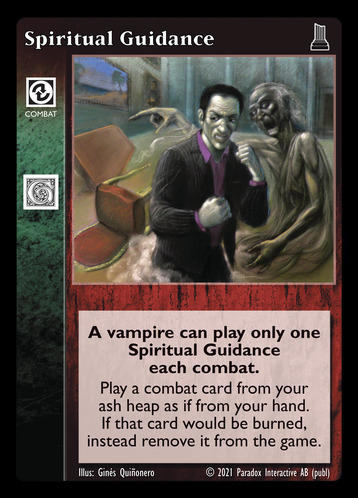 Spiritual Guidance
COMBAT
A vampire can play only one
Spiritual Guidance
each combat.
Play a combat card from your
ash heap as if from your hand.
If that card would be burned,
instead remove it from the game.
Illus: Ginés Quiñonero © 2021 Paradox Interactive AB (publ)